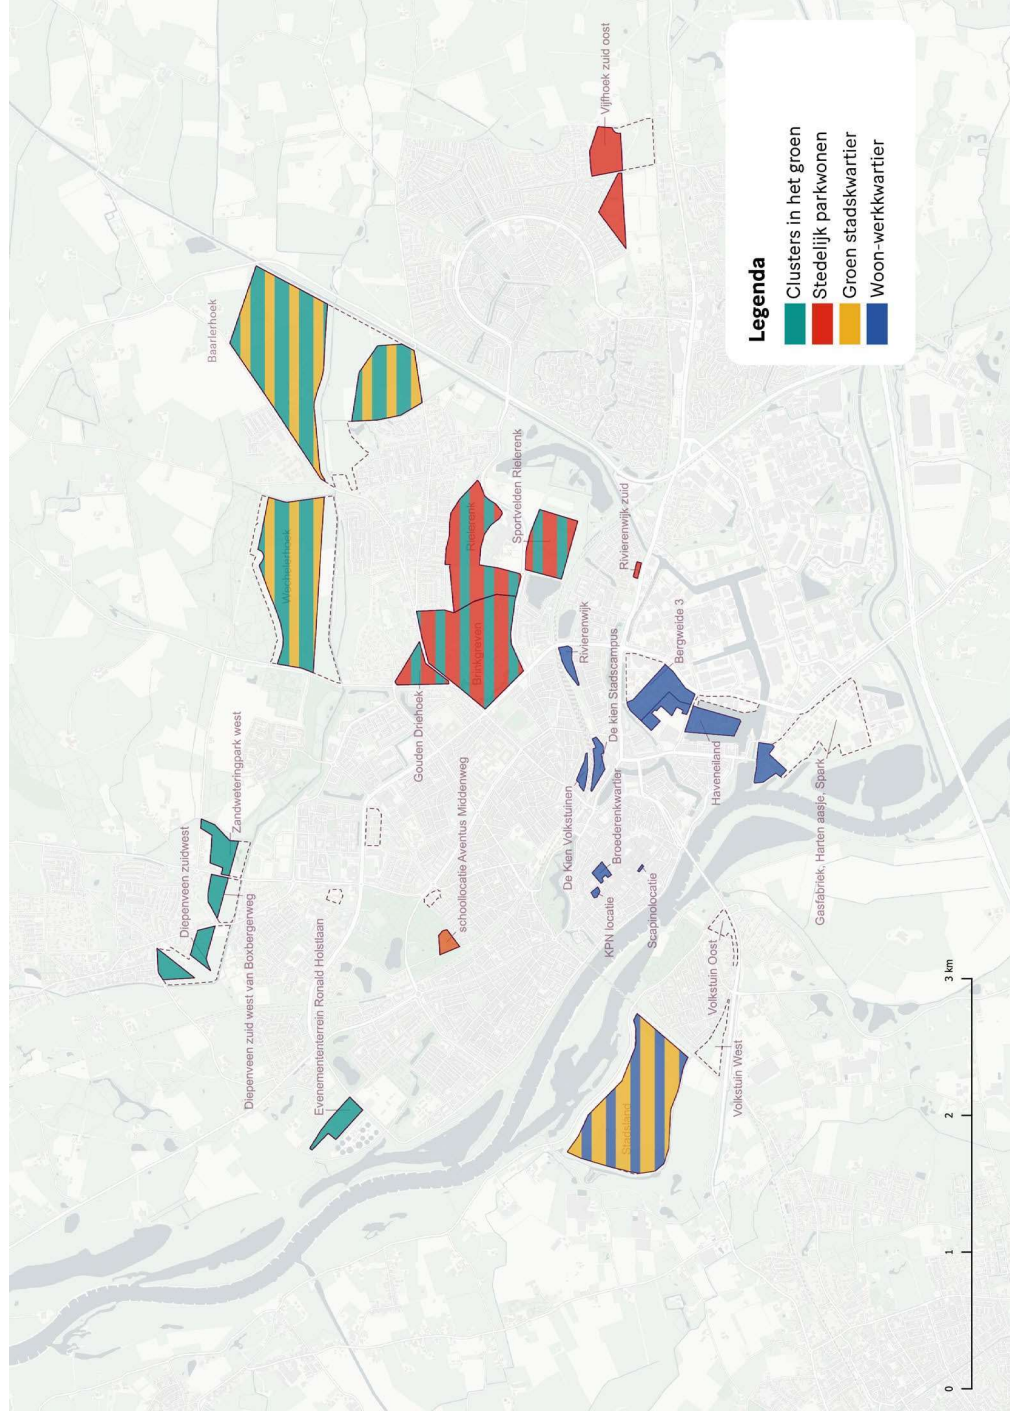 Baarlerhoek
Wechelerhoek
Vijfhoek zuid oost
Rielerenk
Sportvelden Rielerenk
Brinkgreven
Gouden Driehoek
Rivierenwijk zuid
Rivierenwijk
De kien Stadscampus
Bergweide 3
Haveneiland
Gasfabriek, Harten aasje, Spark
De Kien Volkstuinen
Broederenkwartier
KPN locatie
Scapinolocatie
schoollocatie Aventus Middenweg
Zandweteringpark west
Diepenveen zuidwest
Diepenveen zuid west van Boxbergerweg
Evenemententerrein Ronald Holstlaan
Stadsland
Volkstuin Oost
Volkstuin West
Legenda
Clusters in het groen
Stedelijk parkwonen
Groen stadskwartier
Woon-werkkwartier
0
1
2
3 km